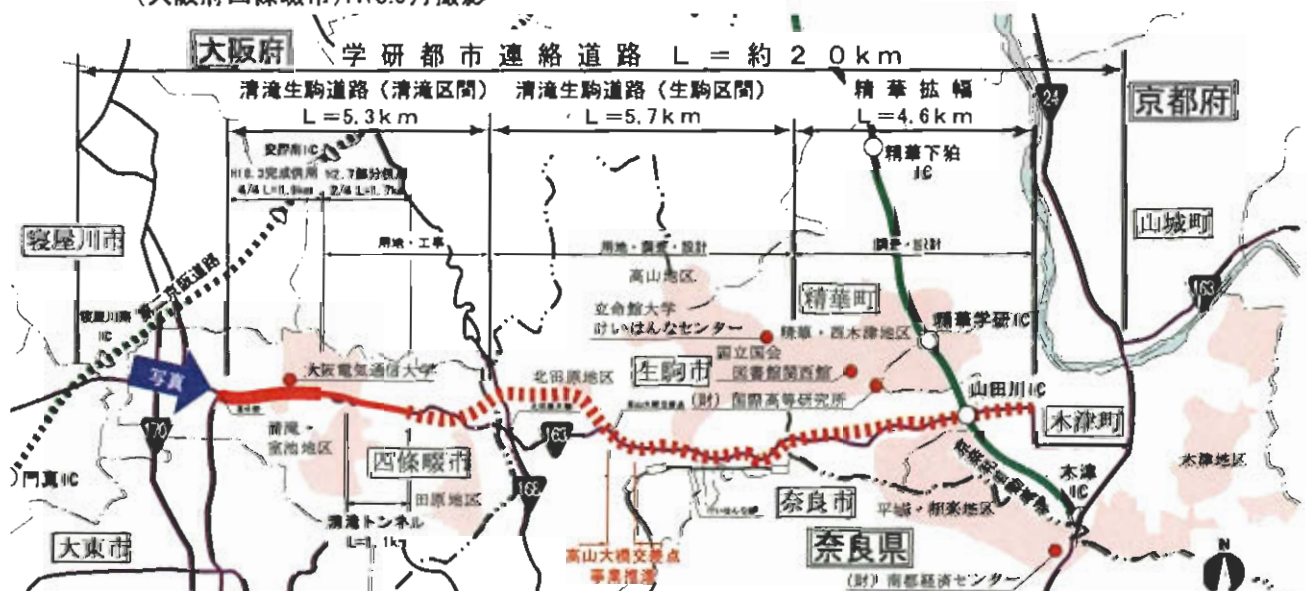 (大阪府四條畷市)
大阪府
学研都市連絡道路 L=約20km
京都府
清滝生駒道路(清滝区間)
L=5.3km
清滝生駒道路(生駒区間)
L=5.7km
精華拡幅
L=4.6km
24
精華下狛
IC
山城町
163
寝屋川市
用地・工事
用地・調査・設計
調査・設計
高山地区
第二京阪道路
寝屋川南
IC
立命館大学
けいはんなセンター
精華町
精華・西木津地区
精華学研IC
写真
大阪電気通信大学
国立国会
図書館関西館
生駒市
北田原地区
(財)国際高等研究所
山田川IC
木津町
170
清滝・
室池地区
四條畷市
163
木津地区
門真IC
168
田原地区
木津
IC
奈良市
平城・相楽地区
清滝トンネル
L=1.1km
大東市
高山大橋交差点
事業推進
奈良県
(財)南都経済センター
N